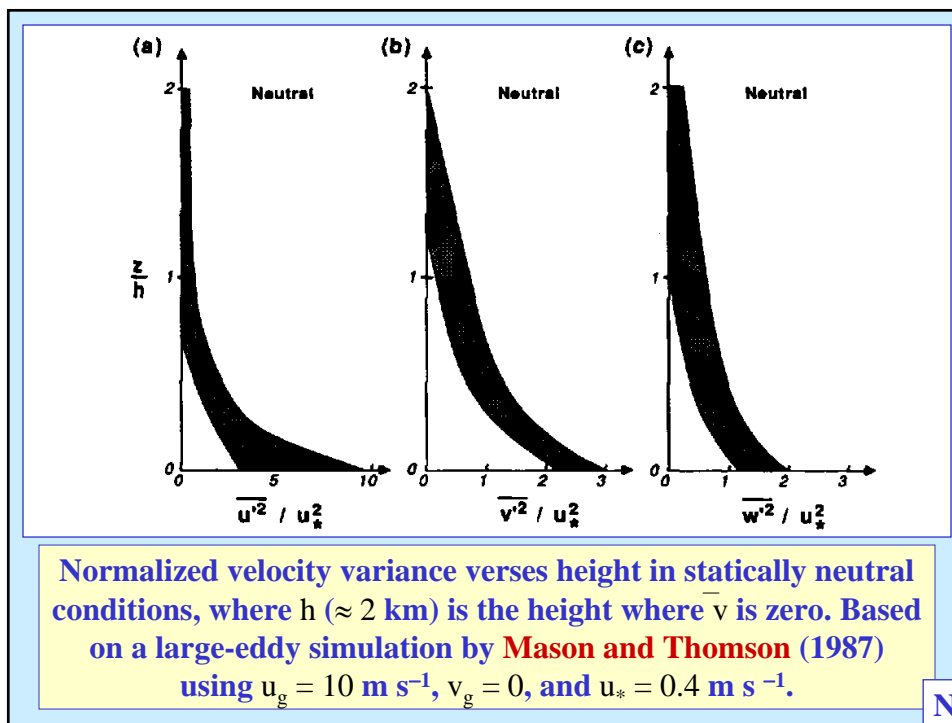 (a) (b) (c)
2 Neutral 2 Neutral 2 Neutral
z/h 1 1 1
0 0 0
0 5 10 0 1 2 3 0 1 2 3
u'² / u*² v'² / u*² w'² / u*²
Normalized velocity variance verses height in statically neutral
conditions, where h (≈ 2 km) is the height where v̅ is zero. Based
on a large-eddy simulation by Mason and Thomson (1987)
using u_g = 10 m s⁻¹, v_g = 0, and u* = 0.4 m s ⁻¹.
N